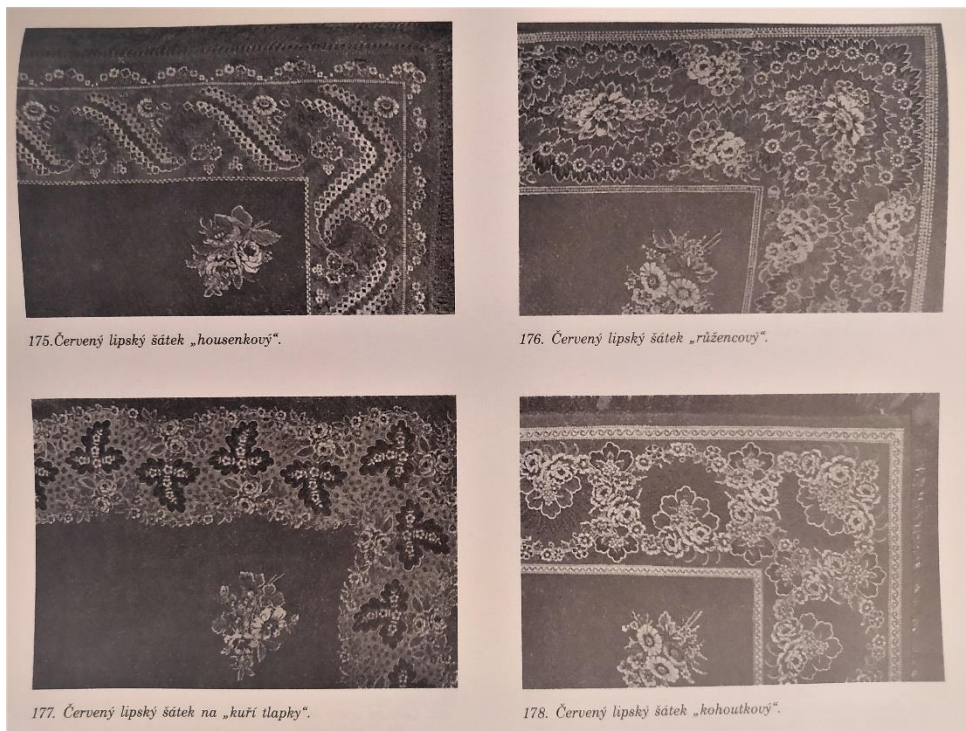 175.Červený lipský šátek „housenkový“.
176. Červený lipský šátek „růžencový“.
177. Červený lipský šátek na „kuří tlapky“.
178. Červený lipský šátek „kohoutkový“.